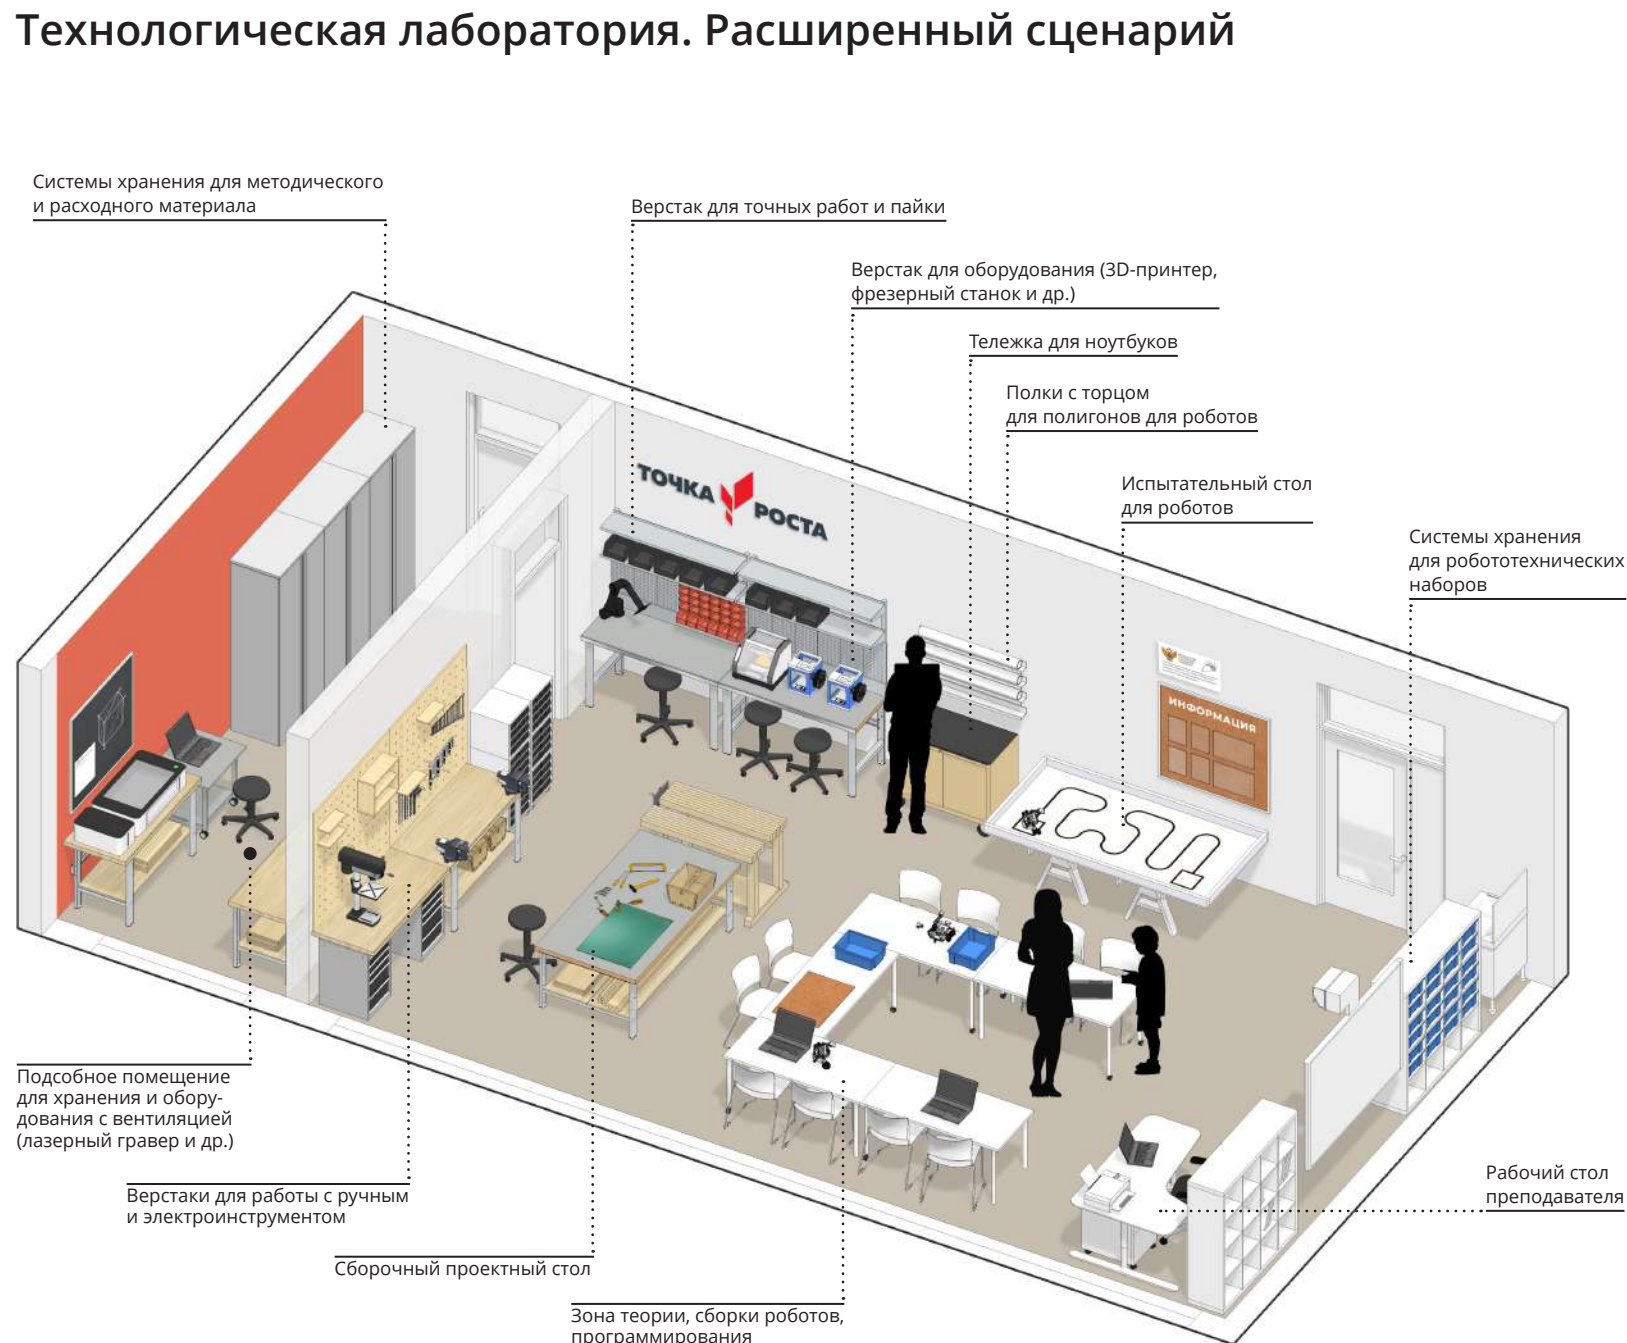 Технологическая лаборатория. Расширенный сценарий
Системы хранения для методического
и расходного материала
Верстак для точных работ и пайки
Верстак для оборудования (3D-принтер,
фрезерный станок и др.)
Тележка для ноутбуков
Полки с торцом
для полигонов для роботов
Испытательный стол
для роботов
Системы хранения
для робототехнических
наборов
ТОЧКА
РОСТА
ИНФОРМАЦИЯ
Подсобное помещение
для хранения и обору-
дования с вентиляцией
(лазерный гравер и др.)
Верстаки для работы с ручным
и электроинструментом
Сборочный проектный стол
Зона теории, сборки роботов,
программирования
Рабочий стол
преподавателя